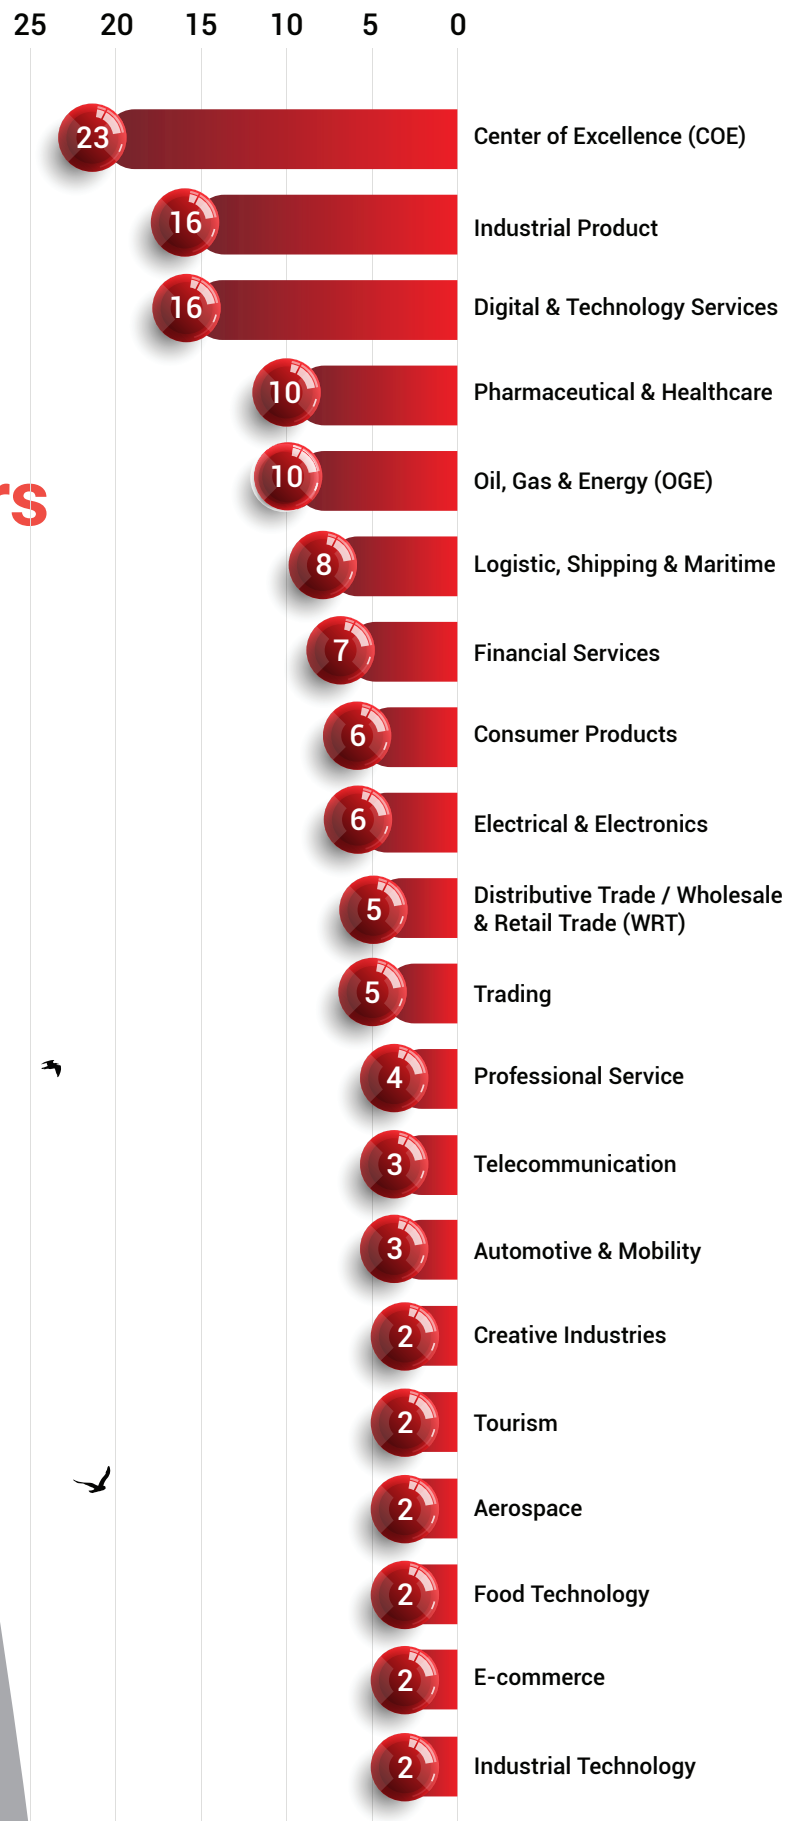 25 20 15 10 5 0
23 Center of Excellence (COE)
16 Industrial Product
16 Digital & Technology Services
10 Pharmaceutical & Healthcare
10 Oil, Gas & Energy (OGE)
rs
8 Logistic, Shipping & Maritime
7 Financial Services
6 Consumer Products
6 Electrical & Electronics
5 Distributive Trade / Wholesale
& Retail Trade (WRT)
5 Trading
4 Professional Service
3 Telecommunication
3 Automotive & Mobility
2 Creative Industries
2 Tourism
2 Aerospace
2 Food Technology
2 E-commerce
2 Industrial Technology